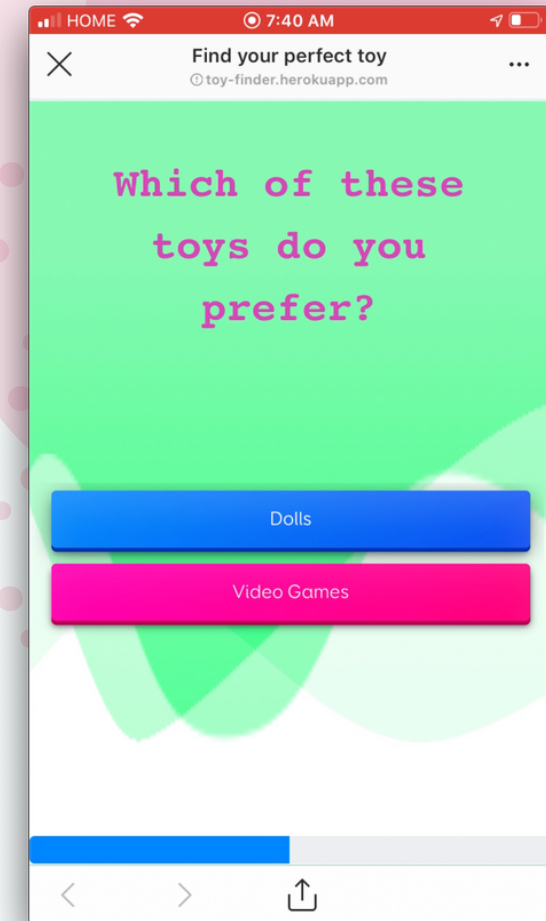 HOME 7:40 AM
Find your perfect toy
toy-finder.herokuapp.com
Which of these
toys do you
prefer?
Dolls
Video Games